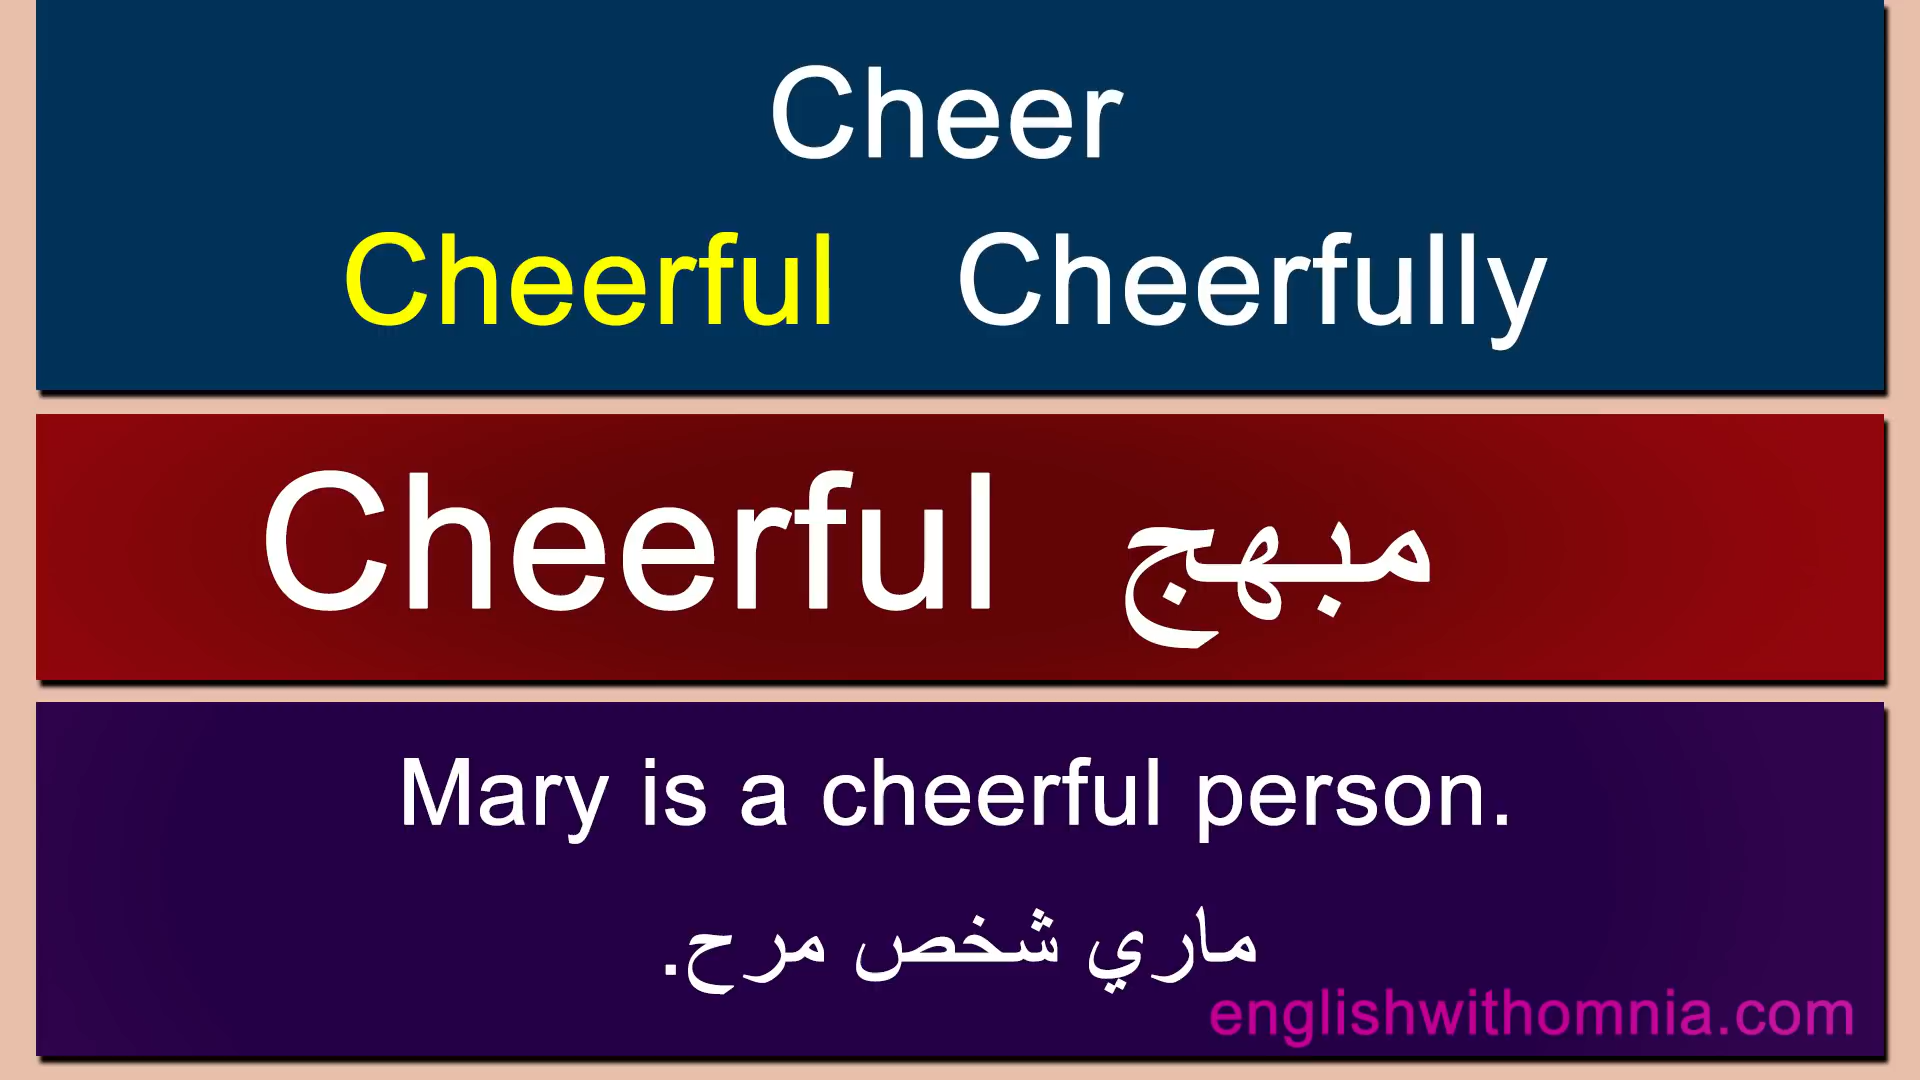 Cheer
Cheerful Cheerfully
Cheerful مبهج
Mary is a cheerful person.
ماري شخص مرح.
englishwithomnia.com